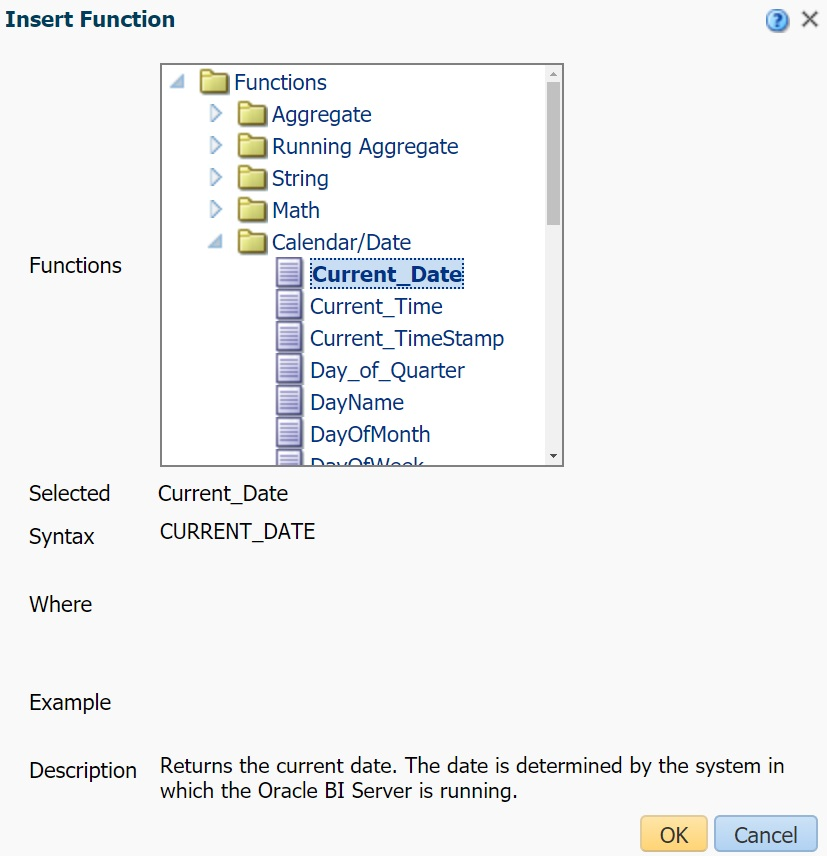 Insert Function
Functions
Aggregate
Running Aggregate
String
Math
Calendar/Date
Functions
Current_Date
Current_Time
Current_TimeStamp
Day_of_Quarter
DayName
DayOfMonth
DayOfWeek
Selected Current_Date
Syntax CURRENT_DATE
Where
Example
Description Returns the current date. The date is determined by the system in
which the Oracle BI Server is running.
OK Cancel